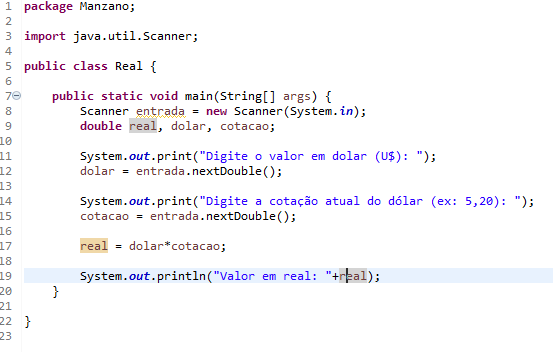 1 package Manzano;
2
3 import java.util.Scanner;
4
5 public class Real {
6
7 public static void main(String[] args) {
8 Scanner entrada = new Scanner(System.in);
9 double real, dolar, cotacao;
10
11 System.out.print("Digite o valor em dolar (U$): ");
12 dolar = entrada.nextDouble();
13
14 System.out.print("Digite a cotação atual do dólar (ex: 5,20): ");
15 cotacao = entrada.nextDouble();
16
17 real = dolar*cotacao;
18
19 System.out.println("Valor em real: "+real);
20 }
21
22 }
23